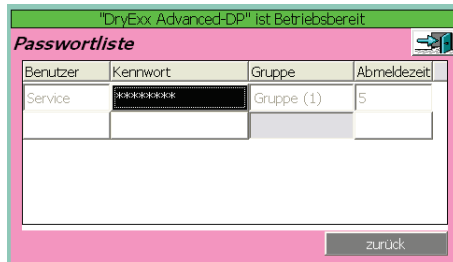 "DryExx Advanced-DP" ist Betriebsbereit
Passwortliste
Benutzer Kennwort Gruppe Abmeldezeit
Service ******** Gruppe (1) 5
zurück